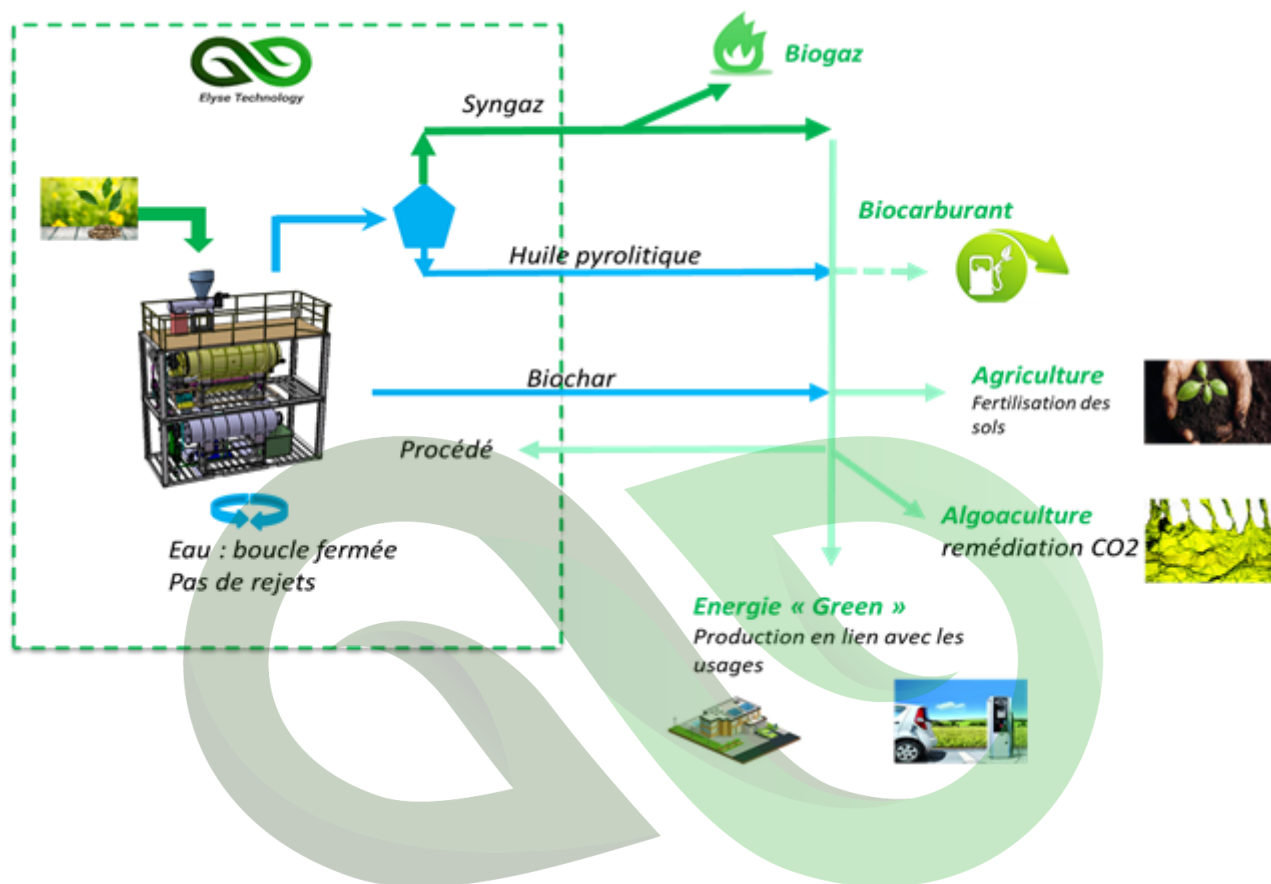 Elyse Technology
Biogaz
Syngaz
Biocarburant
Huile pyrolitique
Biochar
Agriculture
Fertilisation des
sols
Procédé
Algoaculture
remédiation CO2
Eau : boucle fermée
Pas de rejets
Energie « Green »
Production en lien avec les
usages